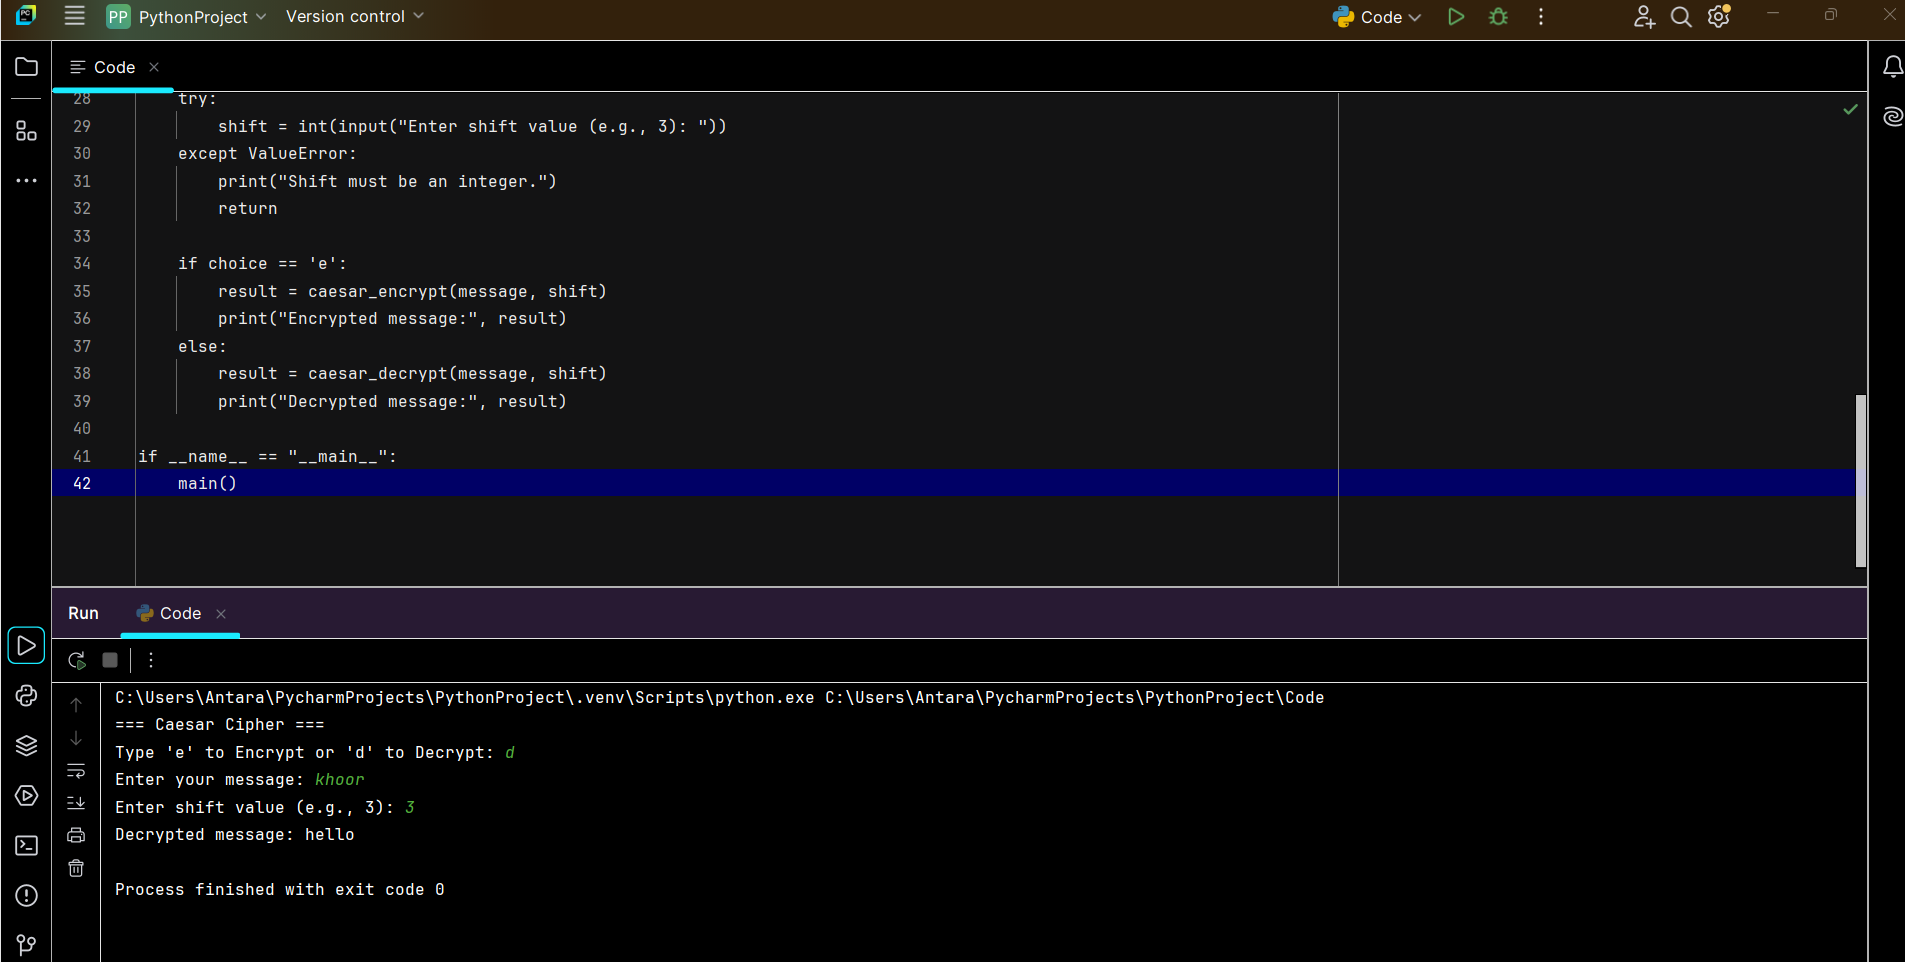 PC
PP PythonProject Version control Code
Code
28 try:
29 shift = int(input("Enter shift value (e.g., 3): "))
30 except ValueError:
31 print("Shift must be an integer.")
32 return
33
34 if choice == 'e':
35 result = caesar_encrypt(message, shift)
36 print("Encrypted message:", result)
37 else:
38 result = caesar_decrypt(message, shift)
39 print("Decrypted message:", result)
40
41 if __name__ == "__main__":
42 main()
Run Code
C:\Users\Antara\PycharmProjects\PythonProject\.venv\Scripts\python.exe C:\Users\Antara\PycharmProjects\PythonProject\Code
=== Caesar Cipher ===
Type 'e' to Encrypt or 'd' to Decrypt: d
Enter your message: khoor
Enter shift value (e.g., 3): 3
Decrypted message: hello
Process finished with exit code 0